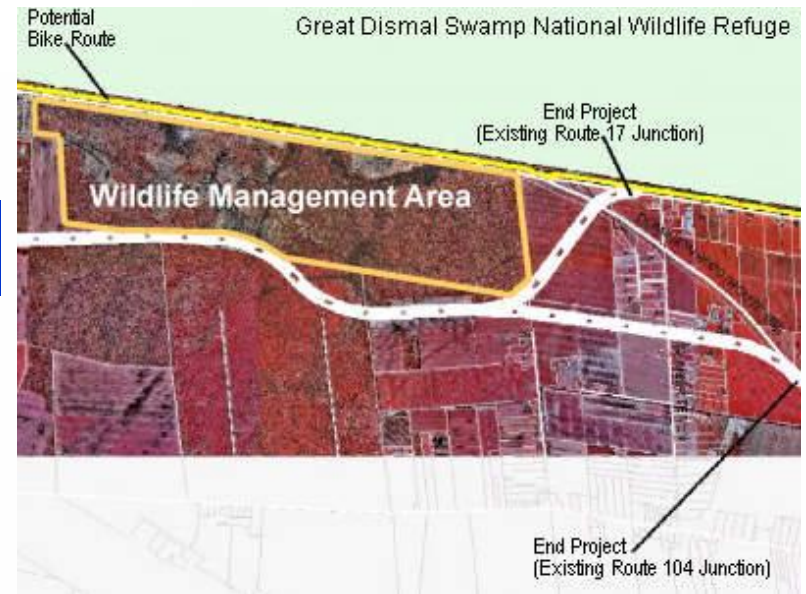 Potential
Bike Route
Great Dismal Swamp National Wildlife Refuge
End Project
(Existing Route 17 Junction)
Wildlife Management Area
End Project
(Existing Route 104 Junction)